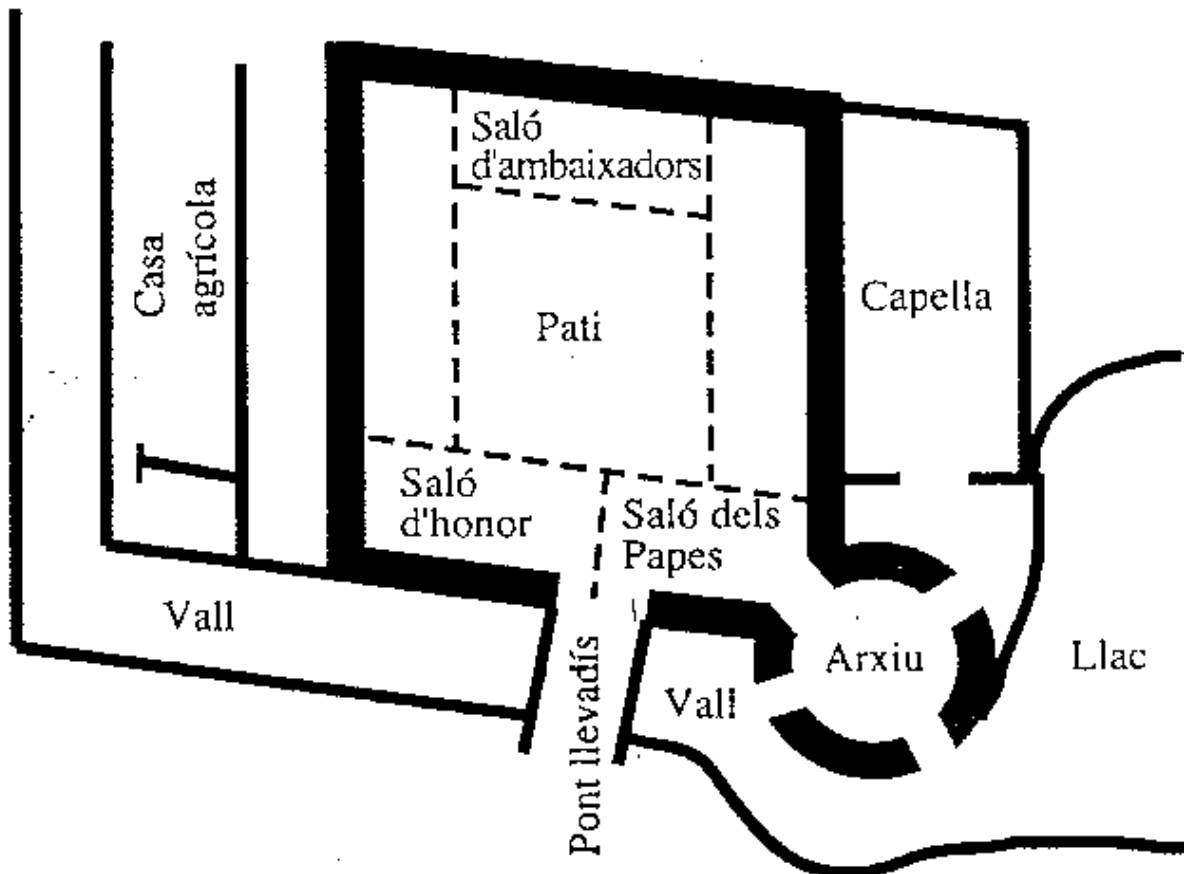 Saló
d'ambaixadors
Casa
agrícola
Pati
Capella
Saló
d'honor
Saló dels
Papes
Vall
Pont llevadís
Vall
Arxiu
Llac